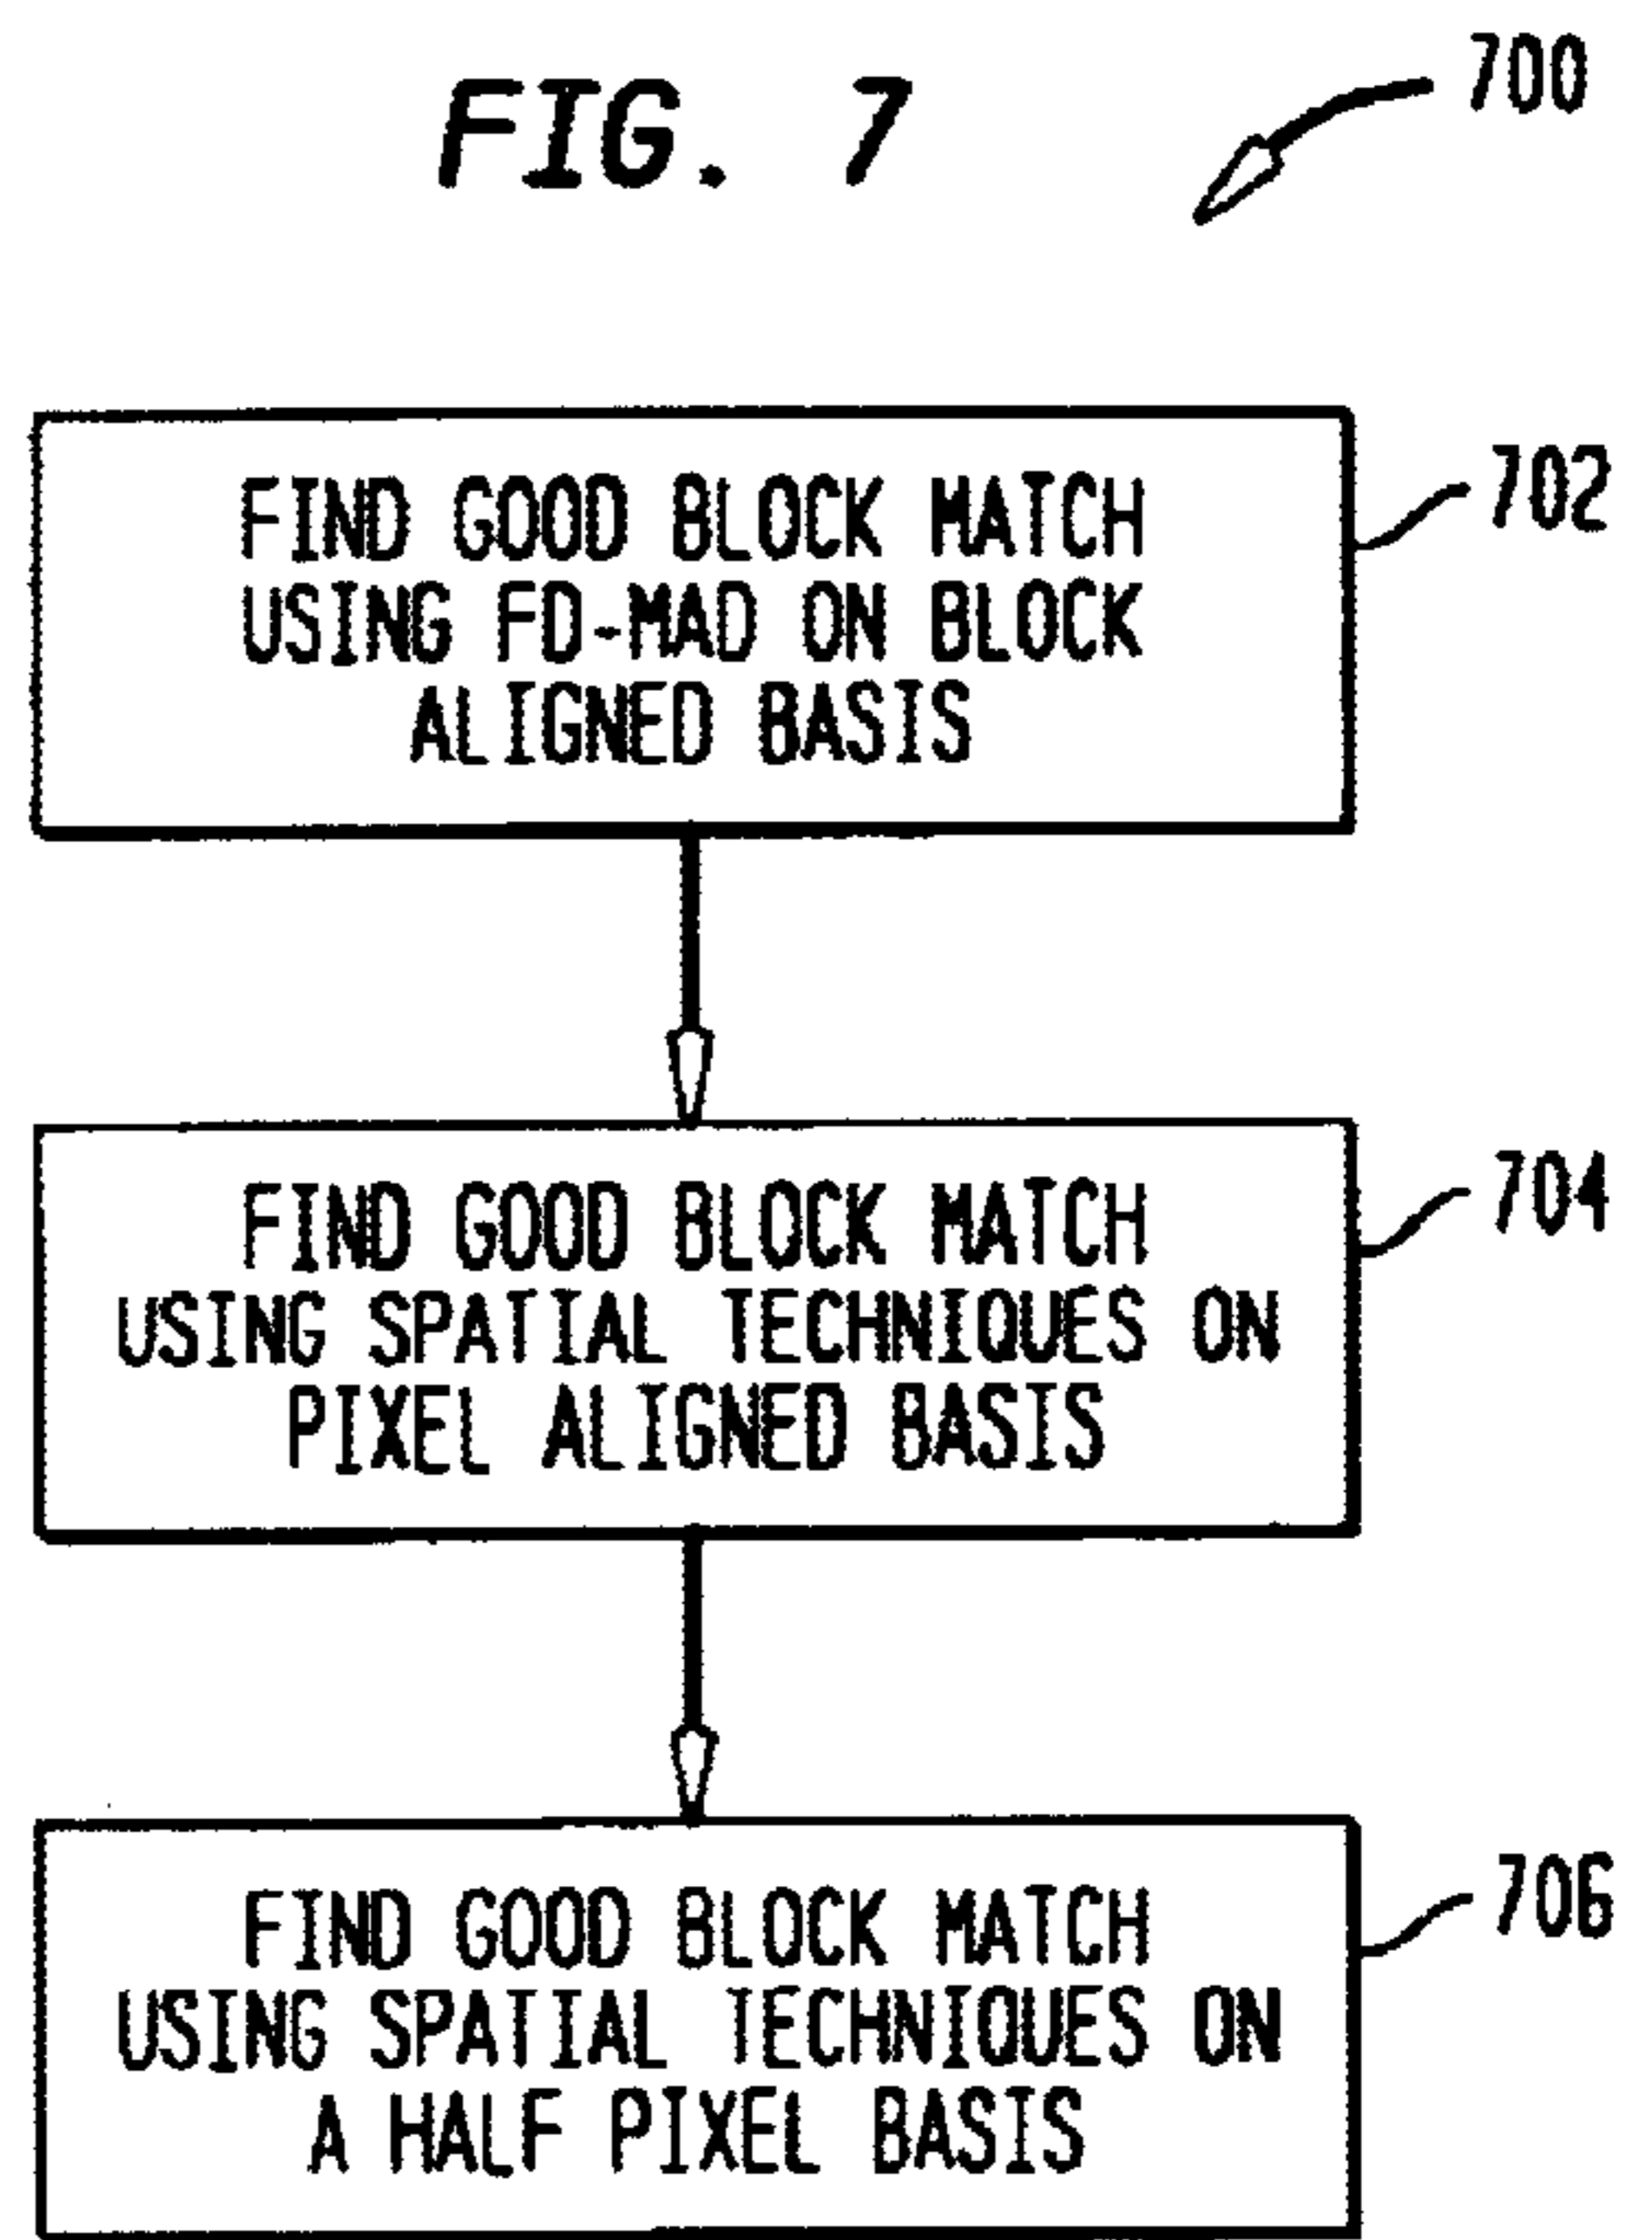 FIG. 7
700
FIND GOOD BLOCK MATCH
USING FD-MAD ON BLOCK
ALIGNED BASIS
702
FIND GOOD BLOCK MATCH
USING SPATIAL TECHNIQUES ON
PIXEL ALIGNED BASIS
704
FIND GOOD BLOCK MATCH
USING SPATIAL TECHNIQUES ON
A HALF PIXEL BASIS
706